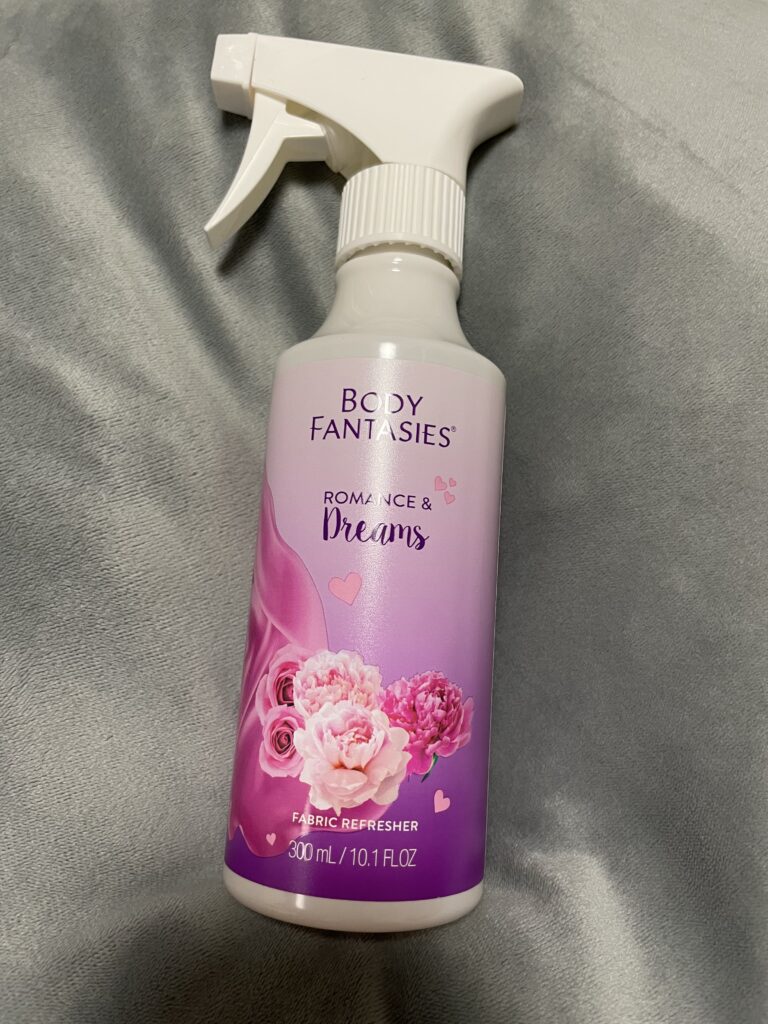 BODY
FANTASIES®
ROMANCE &
Dreams
FABRIC REFRESHER
300 mL / 10.1 FL OZ